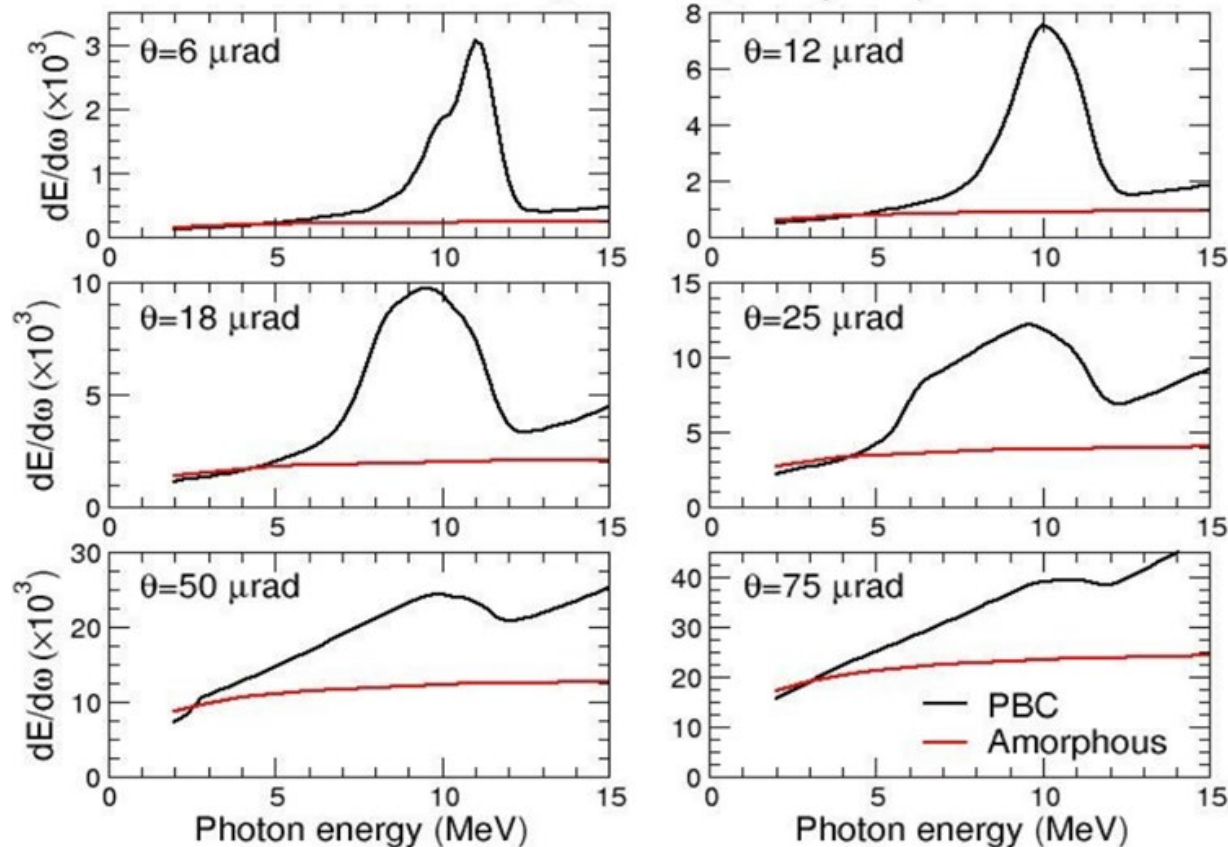 dE/dω (×10³)
3
2
1
0
θ=6 μrad
0 5 10 15
8
6
4
2
0
θ=12 μrad
0 5 10 15
dE/dω (×10³)
10
5
0
θ=18 μrad
0 5 10 15
15
10
5
0
θ=25 μrad
0 5 10 15
dE/dω (×10³)
30
20
10
0
θ=50 μrad
0 5 10 15
Photon energy (MeV)
40
30
20
10
0
θ=75 μrad
PBC
Amorphous
0 5 10 15
Photon energy (MeV)